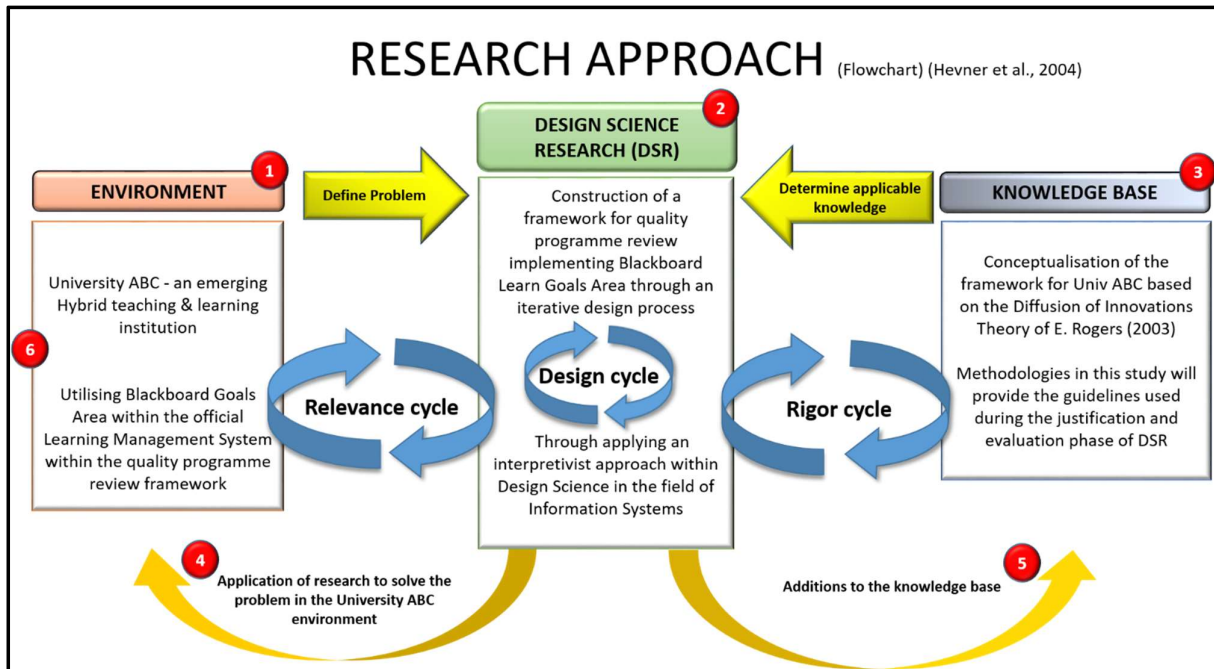 RESEARCH APPROACH (Flowchart) (Hevner et al., 2004)
1
ENVIRONMENT
University ABC - an emerging
Hybrid teaching & learning
institution
6
Utilising Blackboard Goals
Area within the official
Learning Management System
within the quality programme
review framework
Define Problem
Relevance cycle
2
DESIGN SCIENCE
RESEARCH (DSR)
Construction of a
framework for quality
programme review
implementing Blackboard
Learn Goals Area through an
iterative design process
Design cycle
Through applying an
interpretivist approach within
Design Science in the field of
Information Systems
Determine applicable
knowledge
Rigor cycle
3
KNOWLEDGE BASE
Conceptualisation of the
framework for Univ ABC based
on the Diffusion of Innovations
Theory of E. Rogers (2003)
Methodologies in this study will
provide the guidelines used
during the justification and
evaluation phase of DSR
4
Application of research to solve the
problem in the University ABC
environment
5
Additions to the knowledge base